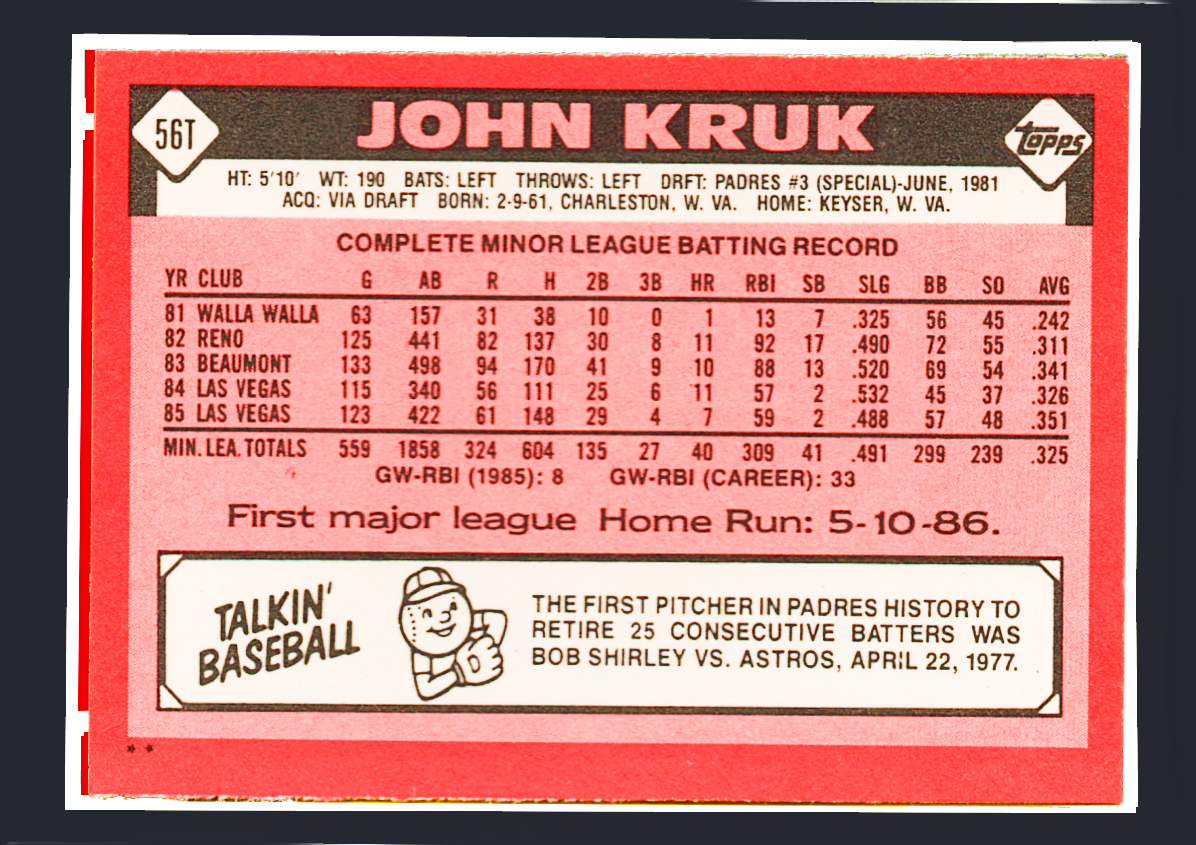 56T
JOHN KRUK
topps
HT: 5'10' WT: 190 BATS: LEFT THROWS: LEFT DRFT: PADRES #3 (SPECIAL)-JUNE, 1981
ACQ: VIA DRAFT BORN: 2-9-61, CHARLESTON, W. VA. HOME: KEYSER, W. VA.
COMPLETE MINOR LEAGUE BATTING RECORD
YR CLUB G AB R H 2B 3B HR RBI SB SLG BB SO AVG
81 WALLA WALLA 63 157 31 38 10 0 1 13 7 .325 56 45 .242
82 RENO 125 441 82 137 30 8 11 92 17 .490 72 55 .311
83 BEAUMONT 133 498 94 170 41 9 10 88 13 .520 69 54 .341
84 LAS VEGAS 115 340 56 111 25 6 11 57 2 .532 45 37 .326
85 LAS VEGAS 123 422 61 148 29 4 7 59 2 .488 57 48 .351
MIN. LEA. TOTALS 559 1858 324 604 135 27 40 309 41 .491 299 239 .325
GW-RBI (1985): 8 GW-RBI (CAREER): 33
First major league Home Run: 5-10-86.
TALKIN'
BASEBALL
THE FIRST PITCHER IN PADRES HISTORY TO
RETIRE 25 CONSECUTIVE BATTERS WAS
BOB SHIRLEY VS. ASTROS, APRIL 22, 1977.
* *